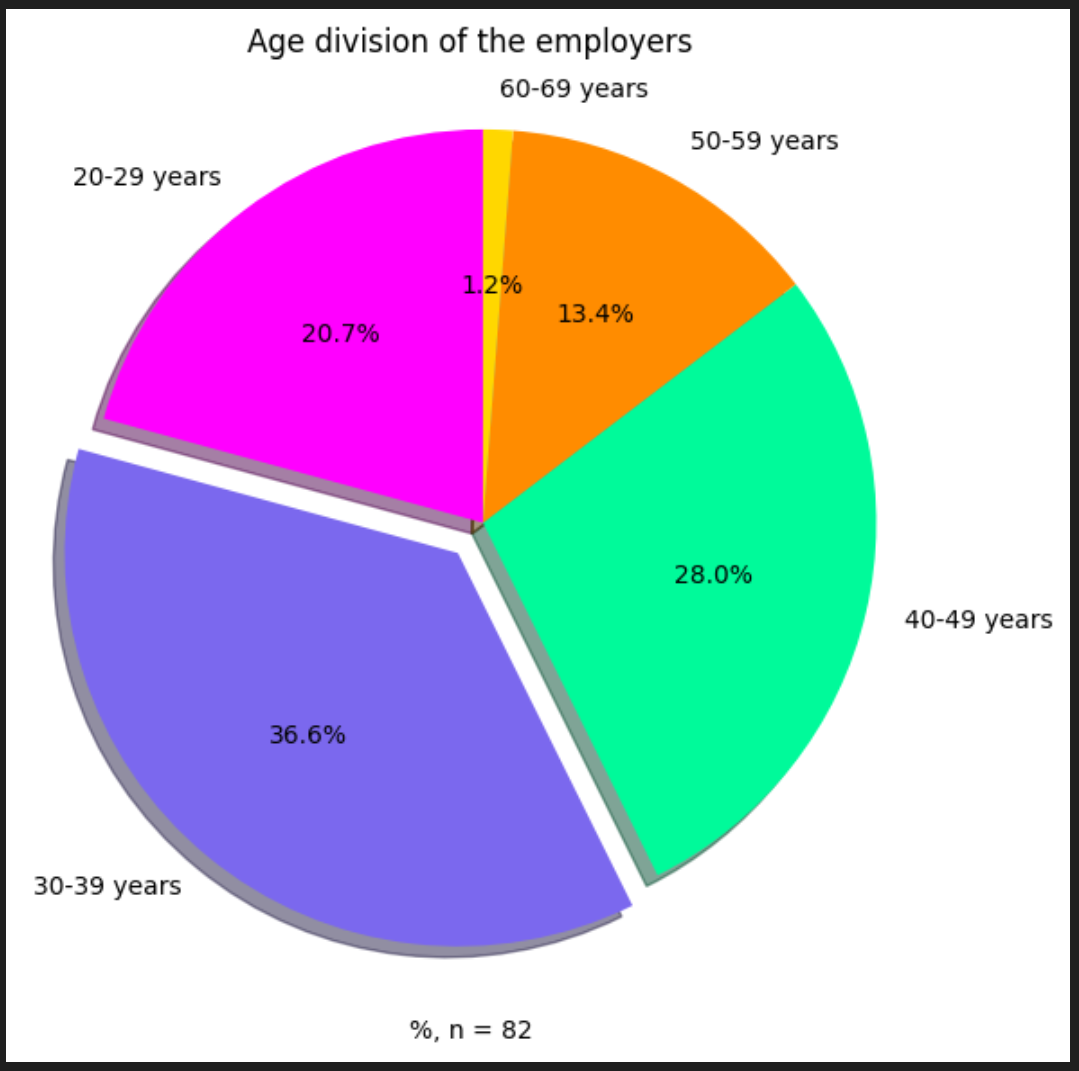 Age division of the employers
60-69 years
50-59 years
20-29 years
1.2%
13.4%
20.7%
28.0%
40-49 years
36.6%
30-39 years
%, n = 82